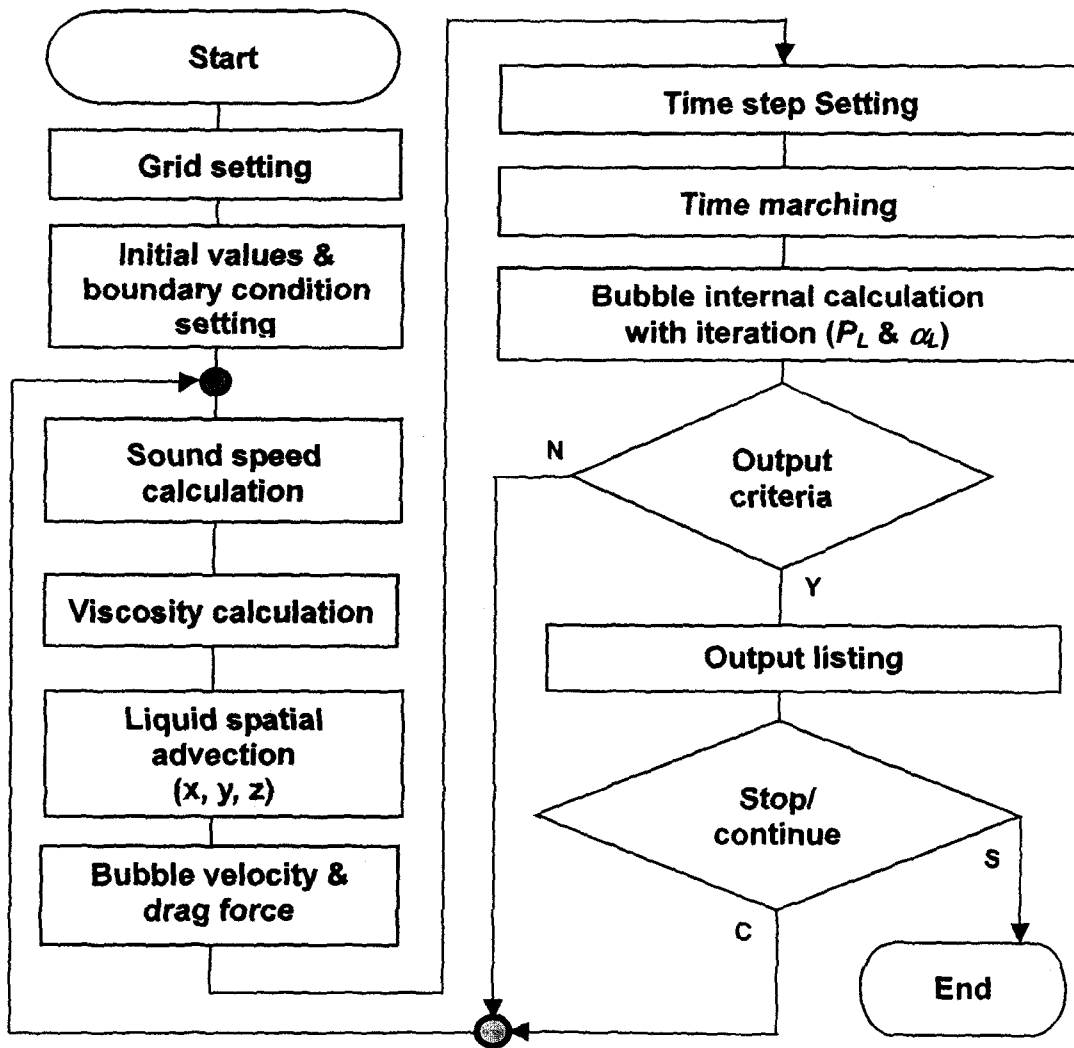 Start
Grid setting
Initial values &
boundary condition
setting
Sound speed
calculation
Viscosity calculation
Liquid spatial
advection
(x, y, z)
Bubble velocity &
drag force
Time step Setting
Time marching
Bubble internal calculation
with iteration (P_L & α_L)
Output
criteria
N
Y
Output listing
Stop/
continue
S
C
End